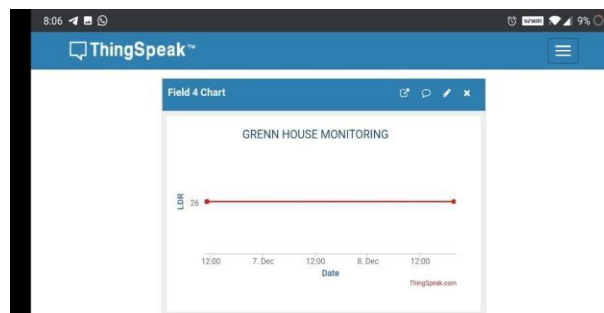 8:06
9%
ThingSpeak™
Field 4 Chart
GRENN HOUSE MONITORING
LDR
26
12:00 7. Dec 12:00 8. Dec 12:00
Date
ThingSpeak.com